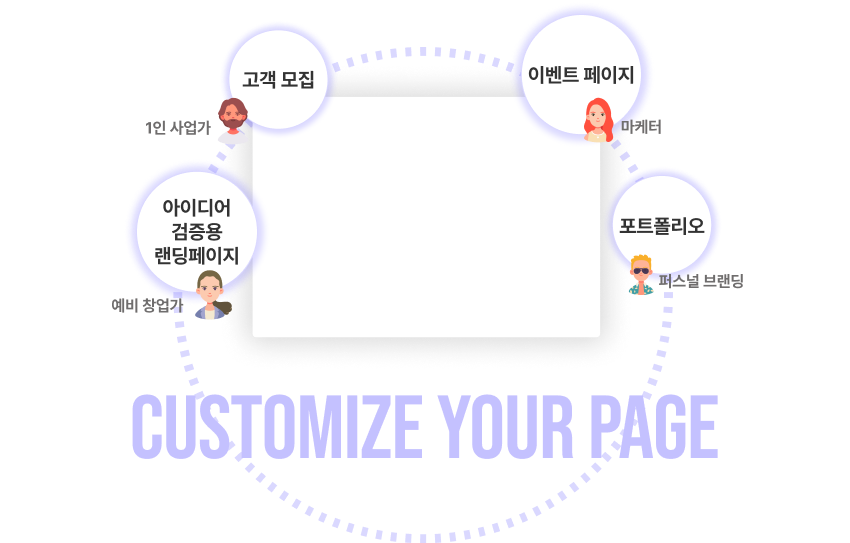 고객 모집
1인 사업가
이벤트 페이지
마케터
아이디어
검증용
랜딩페이지
예비 창업가
포트폴리오
퍼스널 브랜딩
CUSTOMIZE YOUR PAGE